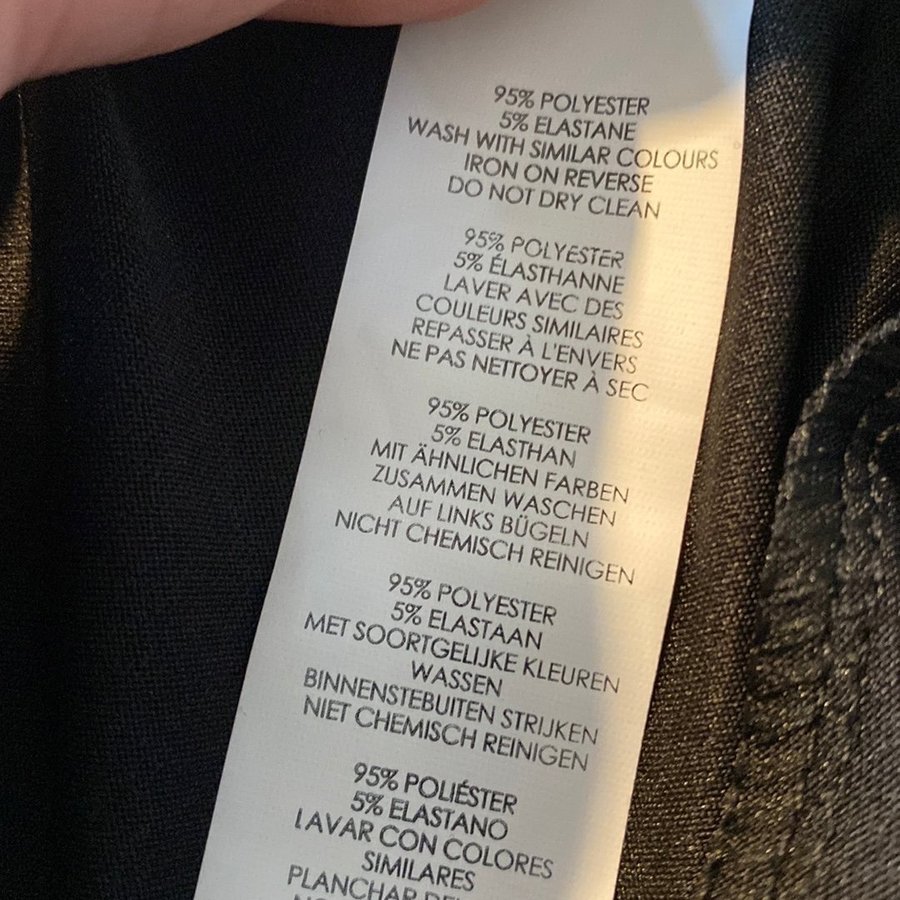 95% POLYESTER
5% ELASTANE
WASH WITH SIMILAR COLOURS
IRON ON REVERSE
DO NOT DRY CLEAN
95% POLYESTER
5% ÉLASTHANNE
LAVER AVEC DES
COULEURS SIMILAIRES
REPASSER À L'ENVERS
NE PAS NETTOYER À SEC
95% POLYESTER
5% ELASTHAN
MIT ÄHNLICHEN FARBEN
ZUSAMMEN WASCHEN
AUF LINKS BÜGELN
NICHT CHEMISCH REINIGEN
95% POLYESTER
5% ELASTAAN
MET SOORTGELIJKE KLEUREN
WASSEN
BINNENSTEBUITEN STRIJKEN
NIET CHEMISCH REINIGEN
95% POLIÉSTER
5% ELASTANO
LAVAR CON COLORES
SIMILARES
PLANCHAR